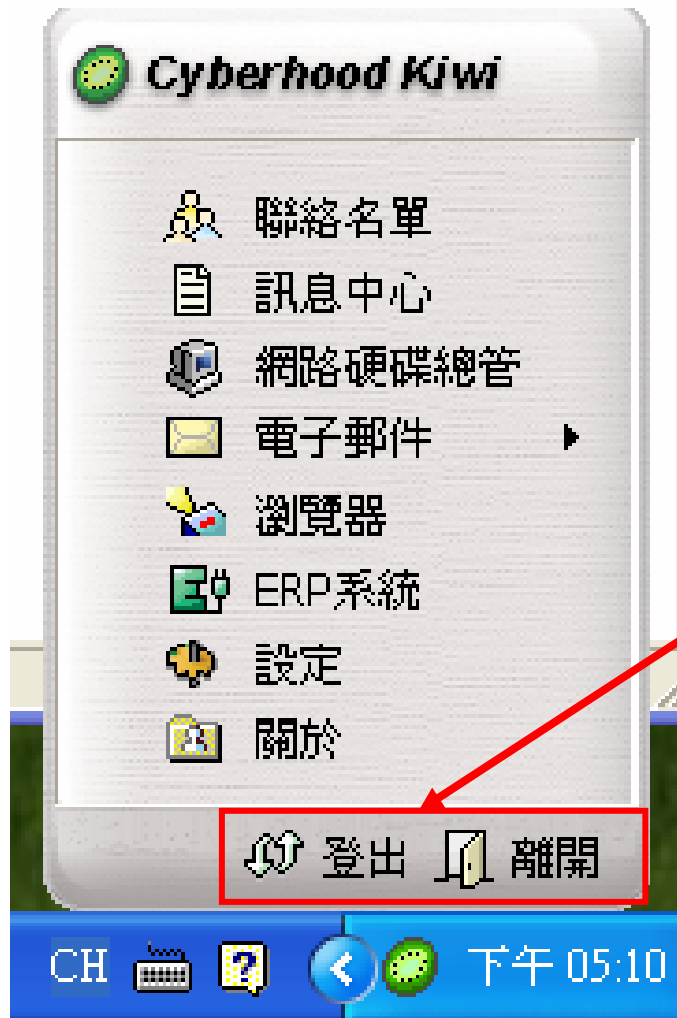 Cyberhood Kiwi
聯絡名單
訊息中心
網路硬碟總管
電子郵件
瀏覽器
ERP系統
設定
關於
登出 離開
CH 下午 05:10